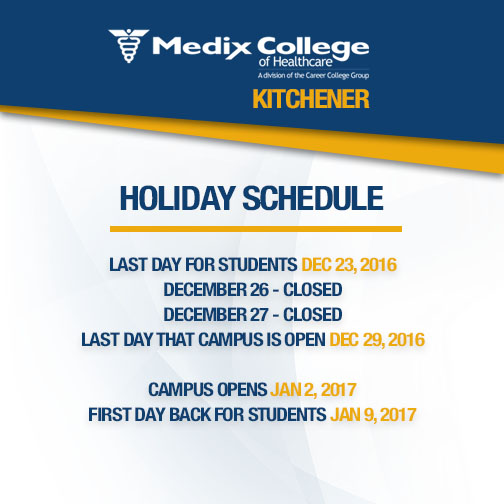 Medix College
of Healthcare
A division of the Career College Group
KITCHENER
HOLIDAY SCHEDULE
LAST DAY FOR STUDENTS DEC 23, 2016
DECEMBER 26 - CLOSED
DECEMBER 27 - CLOSED
LAST DAY THAT CAMPUS IS OPEN DEC 29, 2016
CAMPUS OPENS JAN 2, 2017
FIRST DAY BACK FOR STUDENTS JAN 9, 2017